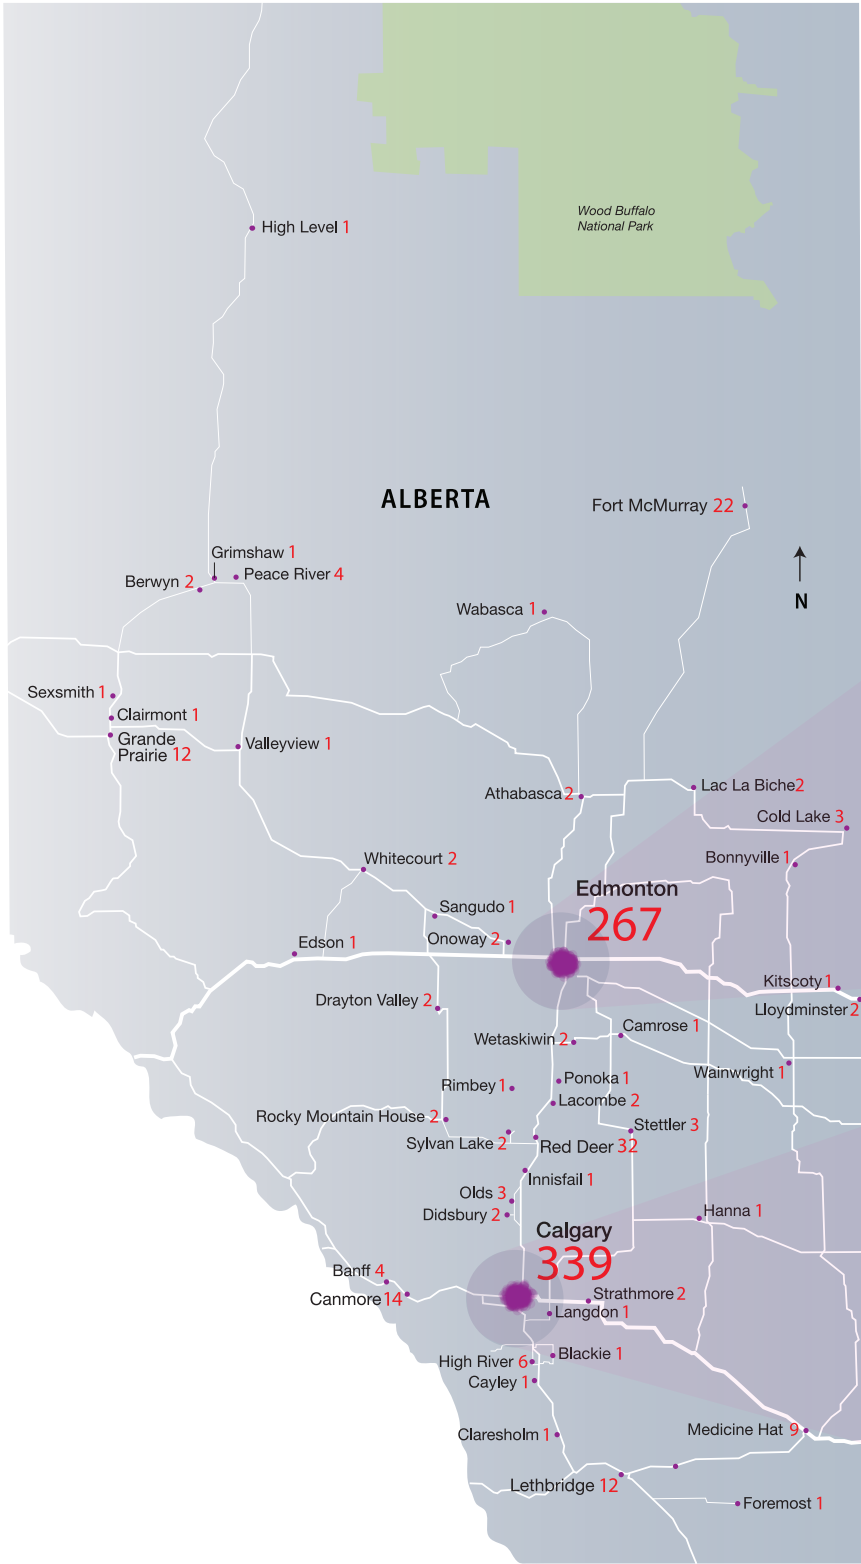 Wood Buffalo
National Park
High Level 1
ALBERTA
Fort McMurray 22
Grimshaw 1
Peace River 4
Berwyn 2
N
Wabasca 1
Sexsmith 1
Clairmont 1
Grande
Prairie 12
Valleyview 1
Lac La Biche 2
Athabasca 2
Cold Lake 3
Whitecourt 2
Bonnyville 1
Edmonton
267
Sangudo 1
Onoway 2
Edson 1
Kitscoty 1
Drayton Valley 2
Lloydminster 2
Camrose 1
Wetaskiwin 2
Wainwright 1
Ponoka 1
Rimbey 1
Lacombe 2
Rocky Mountain House 2
Stettler 3
Sylvan Lake 2
Red Deer 32
Innisfail 1
Olds 3
Didsbury 2
Hanna 1
Calgary
339
Banff 4
Canmore 14
Strathmore 2
Langdon 1
Blackie 1
High River 6
Cayley 1
Medicine Hat 9
Claresholm 1
Lethbridge 12
Foremost 1